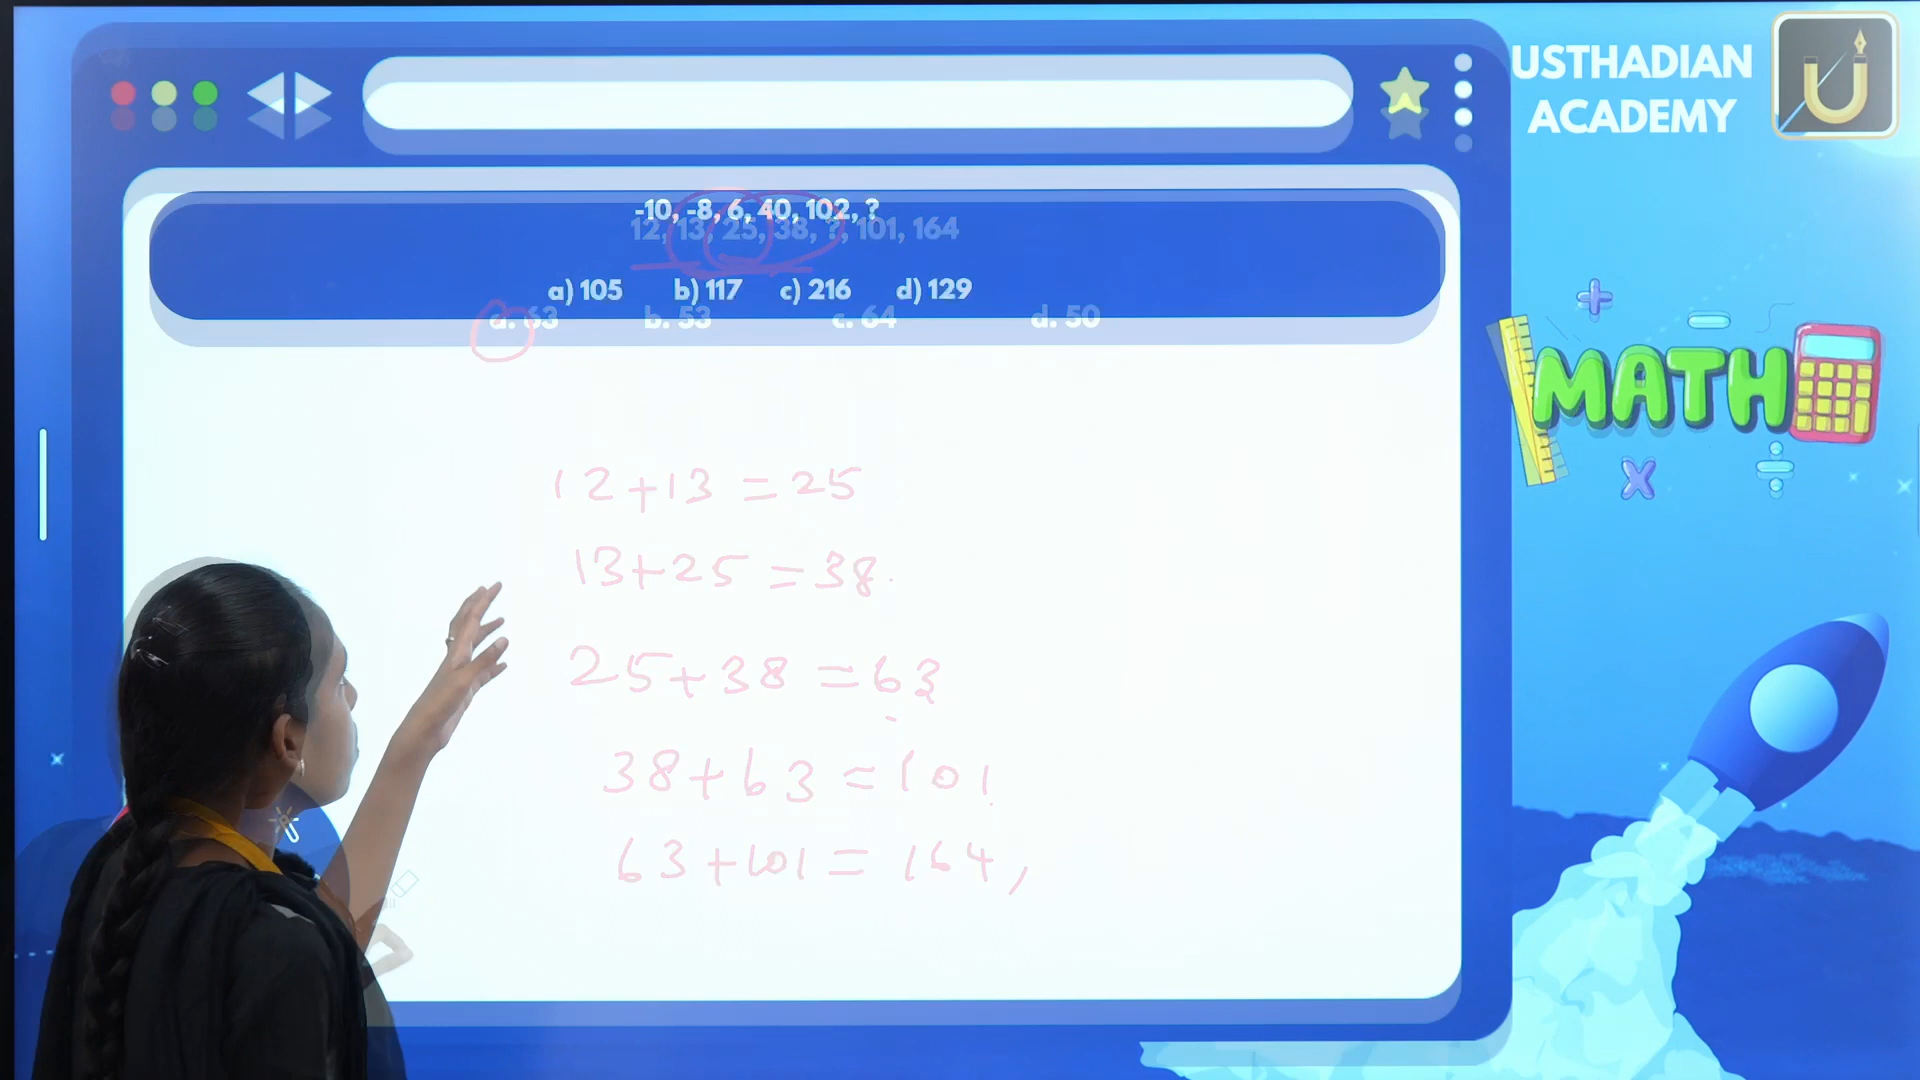 USTHADIAN
ACADEMY
-10, -8, 6, 40, 102, ?
12, 13, 25, 38, ?, 101, 164
a) 105 b) 117 c) 216 d) 129
a. 63 b. 53 c. 64 d. 50
MATH
12+13=25
13+25=38.
25+38=63
38+63=101
63+101=164,